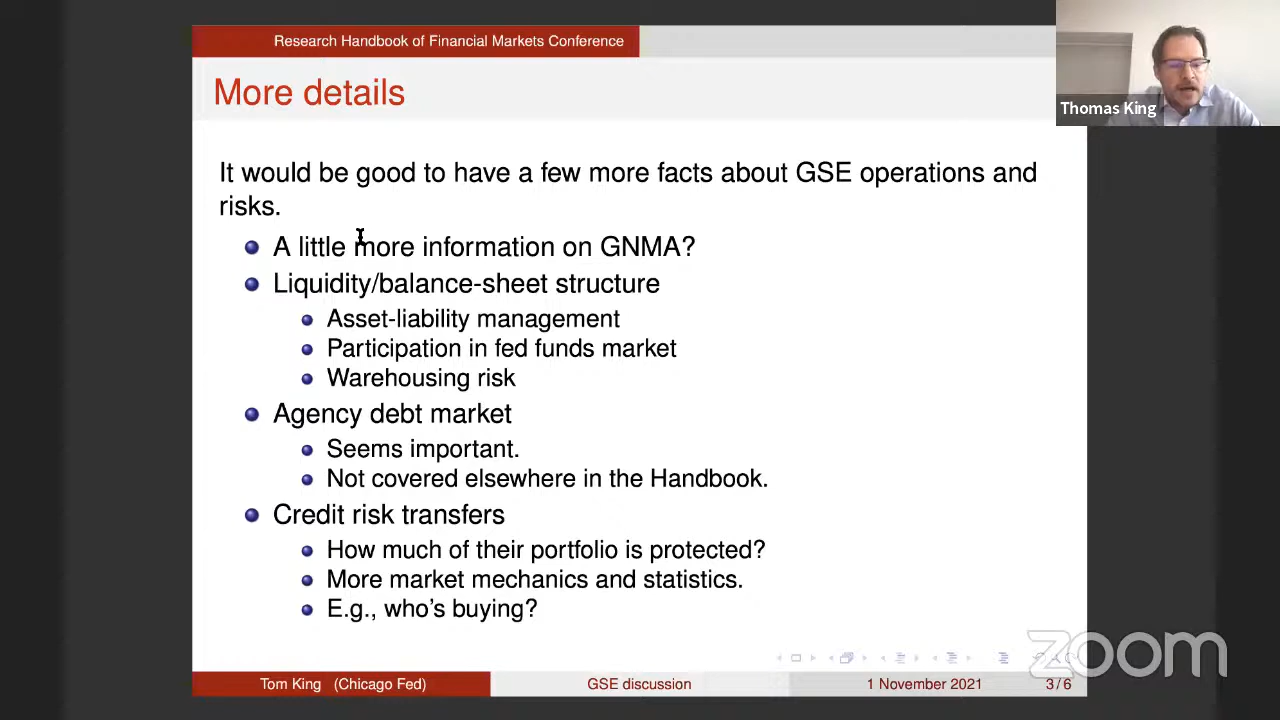 Research Handbook of Financial Markets Conference
More details
Thomas King
It would be good to have a few more facts about GSE operations and
risks.
A little more information on GNMA?
Liquidity/balance-sheet structure
Asset-liability management
Participation in fed funds market
Warehousing risk
Agency debt market
Seems important.
Not covered elsewhere in the Handbook.
Credit risk transfers
How much of their portfolio is protected?
More market mechanics and statistics.
E.g., who's buying?
zoom
Tom King (Chicago Fed)
GSE discussion
1 November 2021
3/6